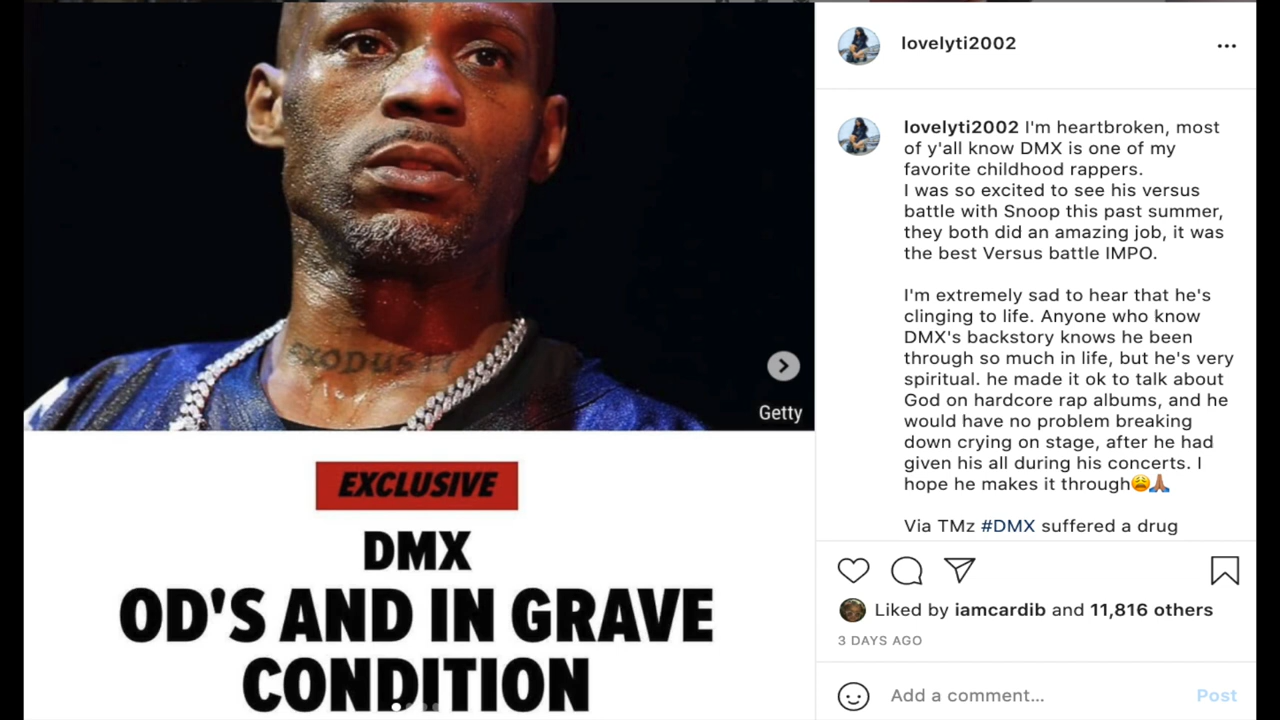 EXODUS17
Getty
EXCLUSIVE
DMX
OD'S AND IN GRAVE
CONDITION
lovelyti2002
lovelyti2002 I'm heartbroken, most
of y'all know DMX is one of my
favorite childhood rappers.
I was so excited to see his versus
battle with Snoop this past summer,
they both did an amazing job, it was
the best Versus battle IMPO.
I'm extremely sad to hear that he's
clinging to life. Anyone who know
DMX's backstory knows he been
through so much in life, but he's very
spiritual. he made it ok to talk about
God on hardcore rap albums, and he
would have no problem breaking
down crying on stage, after he had
given his all during his concerts. I
hope he makes it through😩🙏🏽
Via TMz #DMX suffered a drug
Liked by iamcardib and 11,816 others
3 DAYS AGO
Add a comment... Post